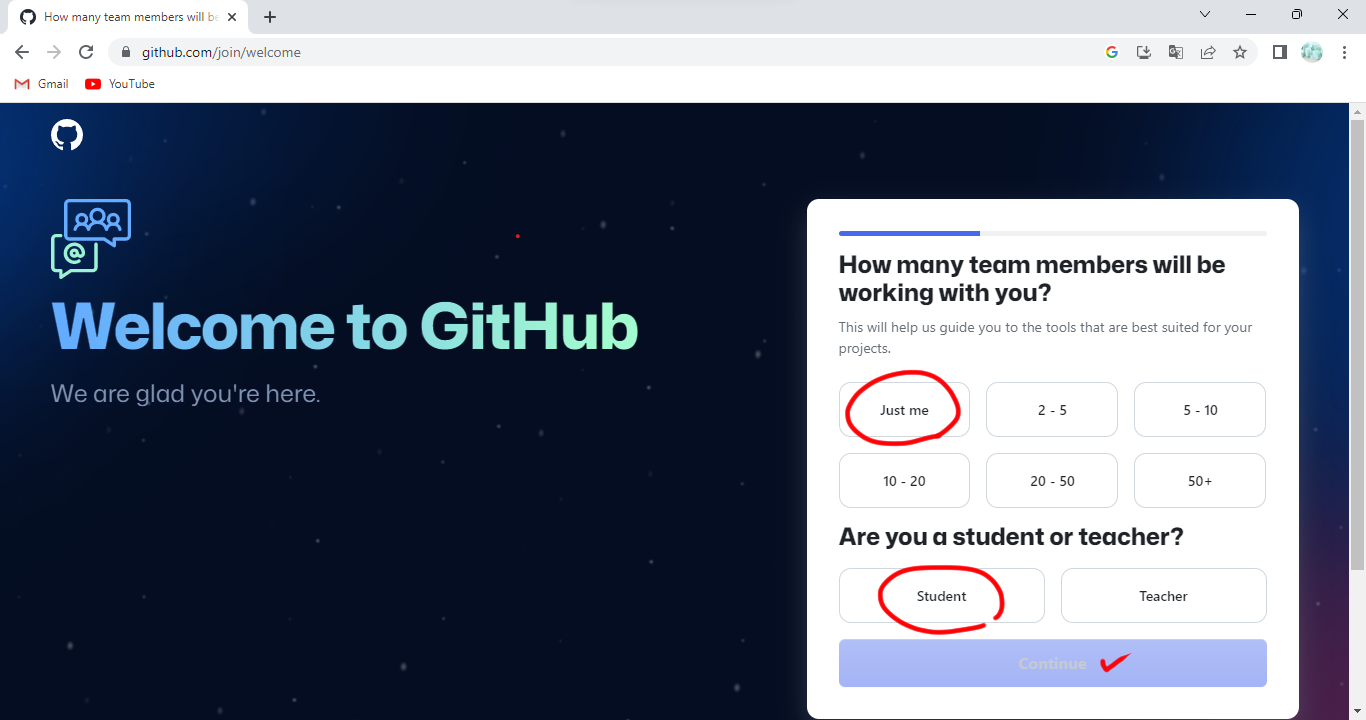 How many team members will be
github.com/join/welcome
Gmail
YouTube
Welcome to GitHub
We are glad you're here.
How many team members will be
working with you?
This will help us guide you to the tools that are best suited for your
projects.
Just me
2 - 5
5 - 10
10 - 20
20 - 50
50+
Are you a student or teacher?
Student
Teacher
Continue